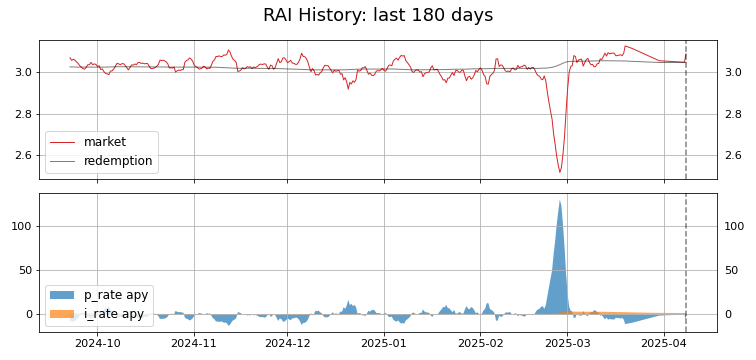 RAI History: last 180 days
3.0 3.0
2.8 2.8
2.6 2.6
market
redemption
100 100
50 50
0 0
p_rate apy
i_rate apy
2024-10 2024-11 2024-12 2025-01 2025-02 2025-03 2025-04